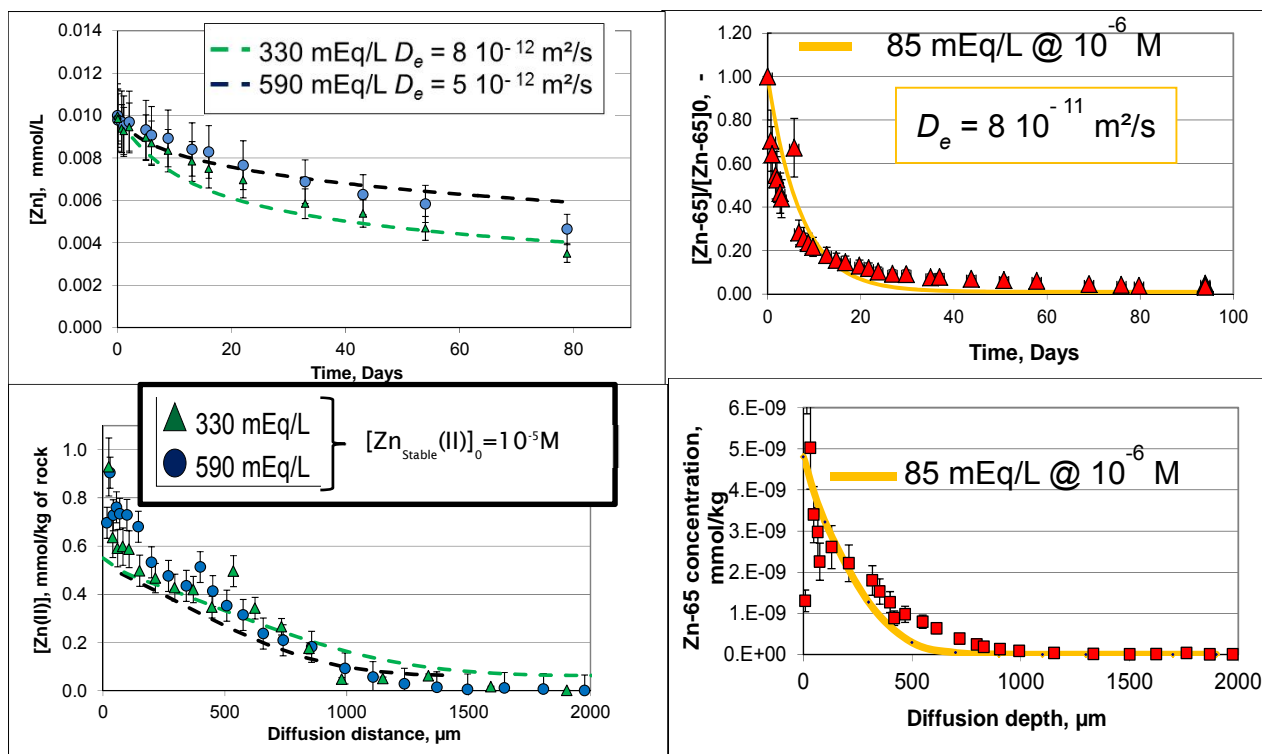 0.014
0.012
0.010
0.008
0.006
0.004
0.002
0.000
[Zn], mmol/L
330 mEq/L Dₑ = 8 10⁻¹² m²/s
590 mEq/L Dₑ = 5 10⁻¹² m²/s
0 20 40 60 80
Time, Days
1.00
0.80
0.60
0.40
0.20
0.00
[Zn-65]/[Zn-65]0, -
85 mEq/L @ 10⁻⁶ M
Dₑ = 8 10⁻¹¹ m²/s
0 20 40 60 80 100
Time, Days
330 mEq/L
590 mEq/L
[Zn_Stable(II)]₀=10⁻⁵M
1.0
0.8
0.6
0.4
0.2
0.0
[Zn(II)], mmol/kg of rock
0 500 1000 1500 2000
Diffusion distance, µm
6.E-09
5.E-09
4.E-09
3.E-09
2.E-09
1.E-09
0.E+00
Zn-65 concentration,
mmol/kg
85 mEq/L @ 10⁻⁶ M
0 500 1000 1500 2000
Diffusion depth, µm